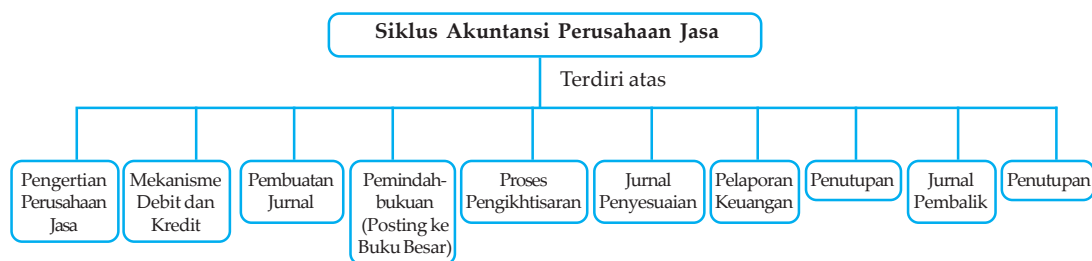 Siklus Akuntansi Perusahaan Jasa
Terdiri atas
Pengertian
Perusahaan
Jasa
Mekanisme
Debit dan
Kredit
Pembuatan
Jurnal
Pemindah-
bukuan
(Posting ke
Buku Besar)
Proses
Pengikhtisaran
Jurnal
Penyesuaian
Pelaporan
Keuangan
Penutupan
Jurnal
Pembalik
Penutupan